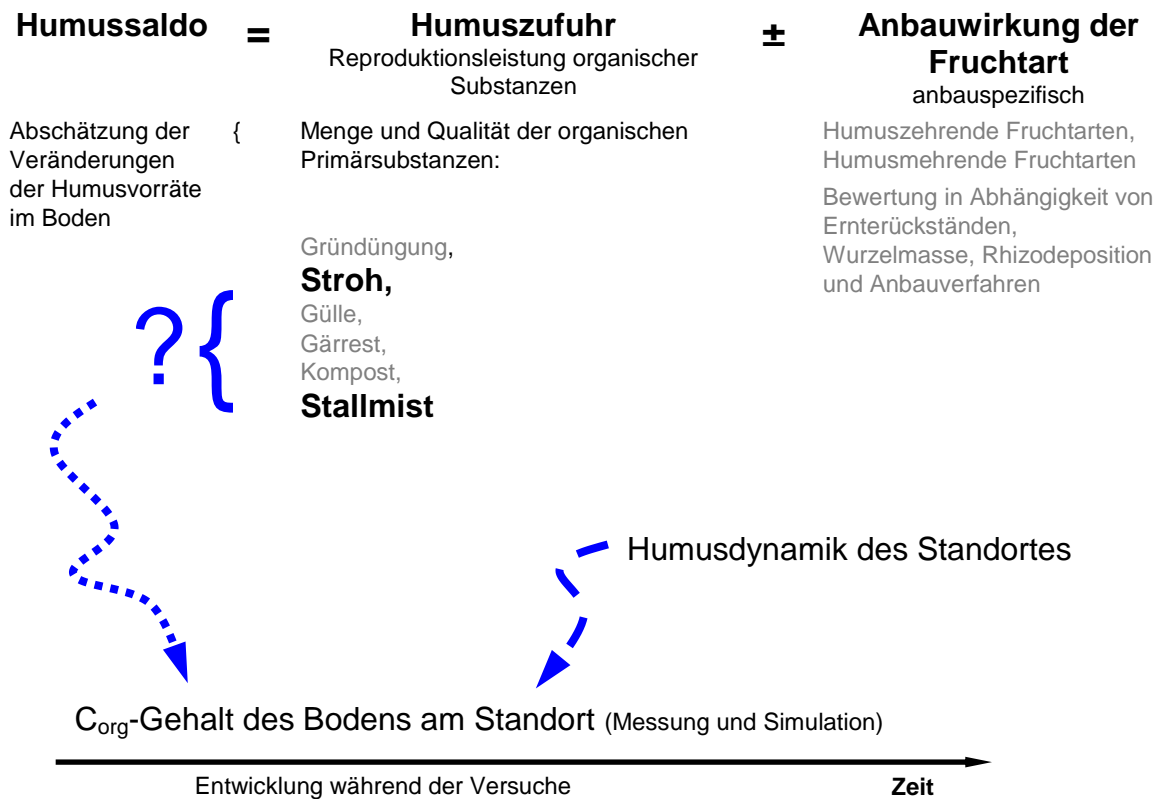 Humussaldo = Humuszufuhr ± Anbauwirkung der
Fruchtart
Reproduktionsleistung organischer
Substanzen
anbauspezifisch
Abschätzung der {
Veränderungen
der Humusvorräte
im Boden
Menge und Qualität der organischen
Primärsubstanzen:
Gründüngung,
Stroh,
Gülle,
Gärrest,
Kompost,
Stallmist
?{
Humuszehrende Fruchtarten,
Humusmehrende Fruchtarten
Bewertung in Abhängigkeit von
Ernterückständen,
Wurzelmasse, Rhizodeposition
und Anbauverfahren
Humusdynamik des Standortes
Corg-Gehalt des Bodens am Standort (Messung und Simulation)
Entwicklung während der Versuche
Zeit